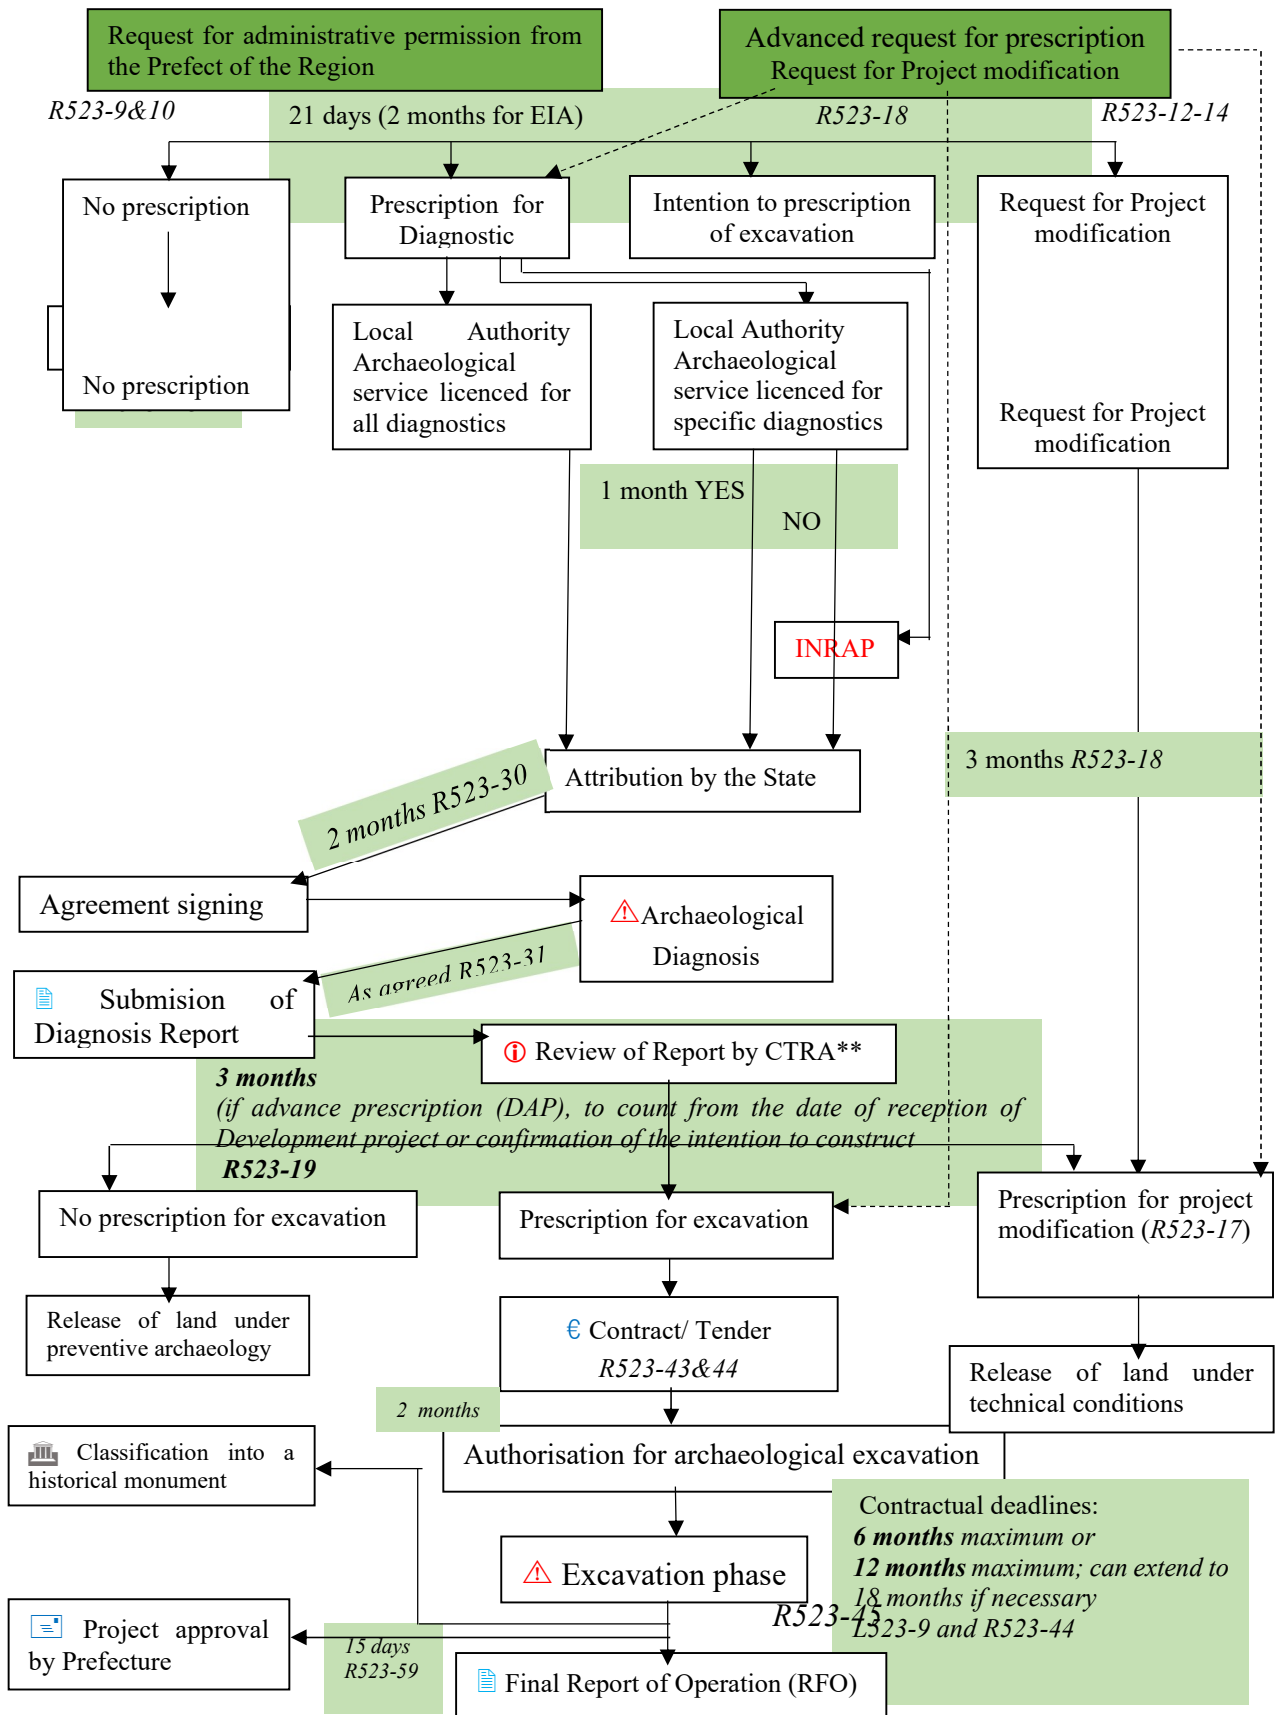 Request for administrative permission from
the Prefect of the Region
Advanced request for prescription
Request for Project modification
R523-9&10
21 days (2 months for EIA)
R523-18
R523-12-14
No prescription
No prescription
Prescription for
Diagnostic
Intention to prescription
of excavation
Request for Project
modification
Request for Project
modification
Local Authority
Archaeological
service licenced for
all diagnostics
Local Authority
Archaeological
service licenced for
specific diagnostics
1 month YES
NO
INRAP
3 months R523-18
Attribution by the State
2 months R523-30
Agreement signing
Archaeological
Diagnosis
As agreed R523-31
Submision of
Diagnosis Report
Review of Report by CTRA**
3 months
(if advance prescription (DAP), to count from the date of reception of
Development project or confirmation of the intention to construct
R523-19
No prescription for excavation
Prescription for excavation
Prescription for project
modification (R523-17)
Release of land under
preventive archaeology
€ Contract/ Tender
R523-43&44
Release of land under
technical conditions
2 months
Authorisation for archaeological excavation
Classification into a
historical monument
Contractual deadlines:
6 months maximum or
12 months maximum; can extend to
18 months if necessary
L523-9 and R523-44
Excavation phase
R523-45
Project approval
by Prefecture
15 days
R523-59
Final Report of Operation (RFO)